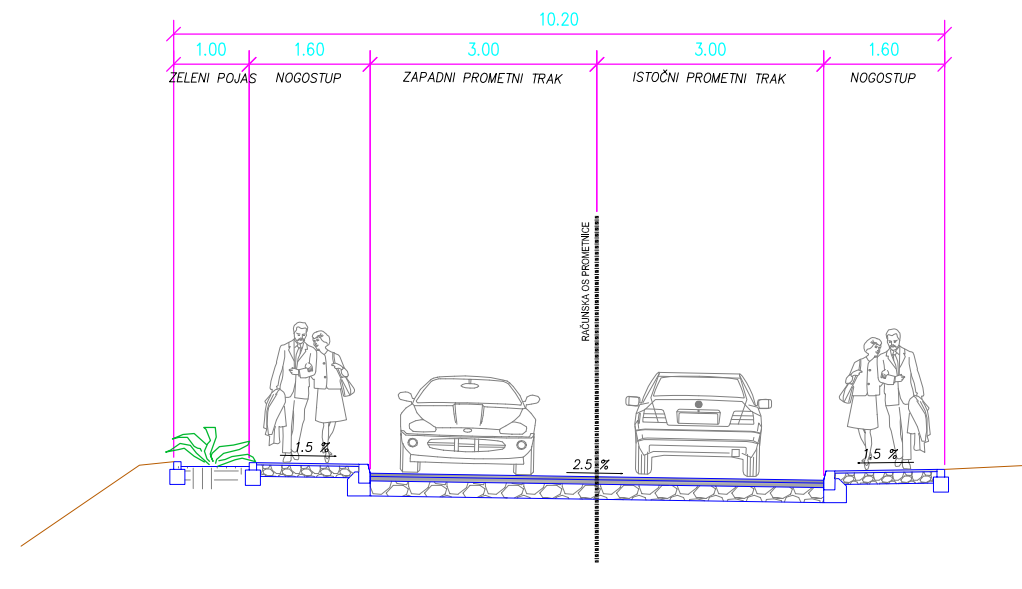 10.20
1.00 1.60 3.00 3.00 1.60
ZELENI POJAS NOGOSTUP ZAPADNI PROMETNI TRAK ISTOČNI PROMETNI TRAK NOGOSTUP
RAČUNSKA OS PROMETNICE
1.5 %
2.5 %
1.5 %